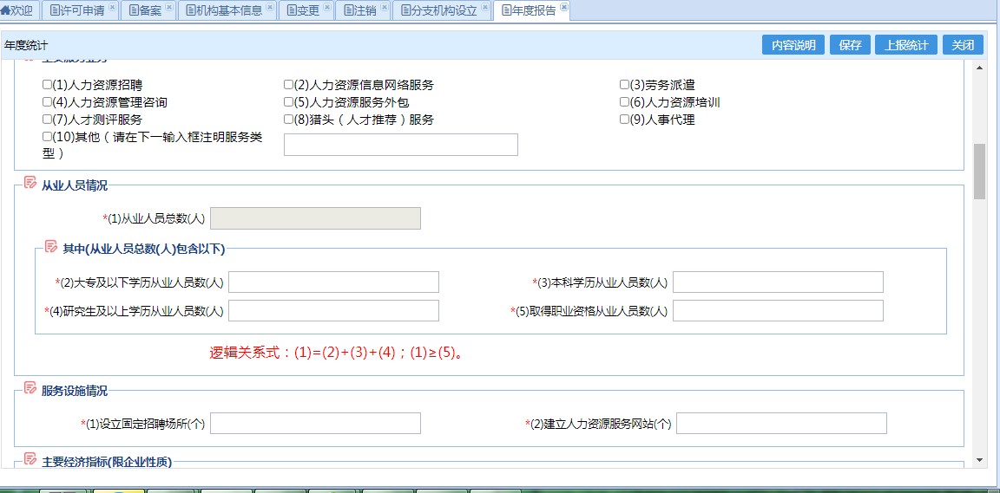 欢迎 许可申请 备案 机构基本信息 变更 注销 分支机构设立 年度报告
年度统计 内容说明 保存 上报统计 关闭
主要服务业务
(1)人力资源招聘 (2)人力资源信息网络服务 (3)劳务派遣
(4)人力资源管理咨询 (5)人力资源服务外包 (6)人力资源培训
(7)人才测评服务 (8)猎头（人才推荐）服务 (9)人事代理
(10)其他（请在下一输入框注明服务类
型）
从业人员情况
*(1)从业人员总数(人)
其中(从业人员总数(人)包含以下)
*(2)大专及以下学历从业人员数(人) *(3)本科学历从业人员数(人)
*(4)研究生及以上学历从业人员数(人) *(5)取得职业资格从业人员数(人)
逻辑关系式：(1)=(2)+(3)+(4)；(1)≥(5)。
服务设施情况
*(1)设立固定招聘场所(个) *(2)建立人力资源服务网站(个)
主要经济指标(限企业性质)